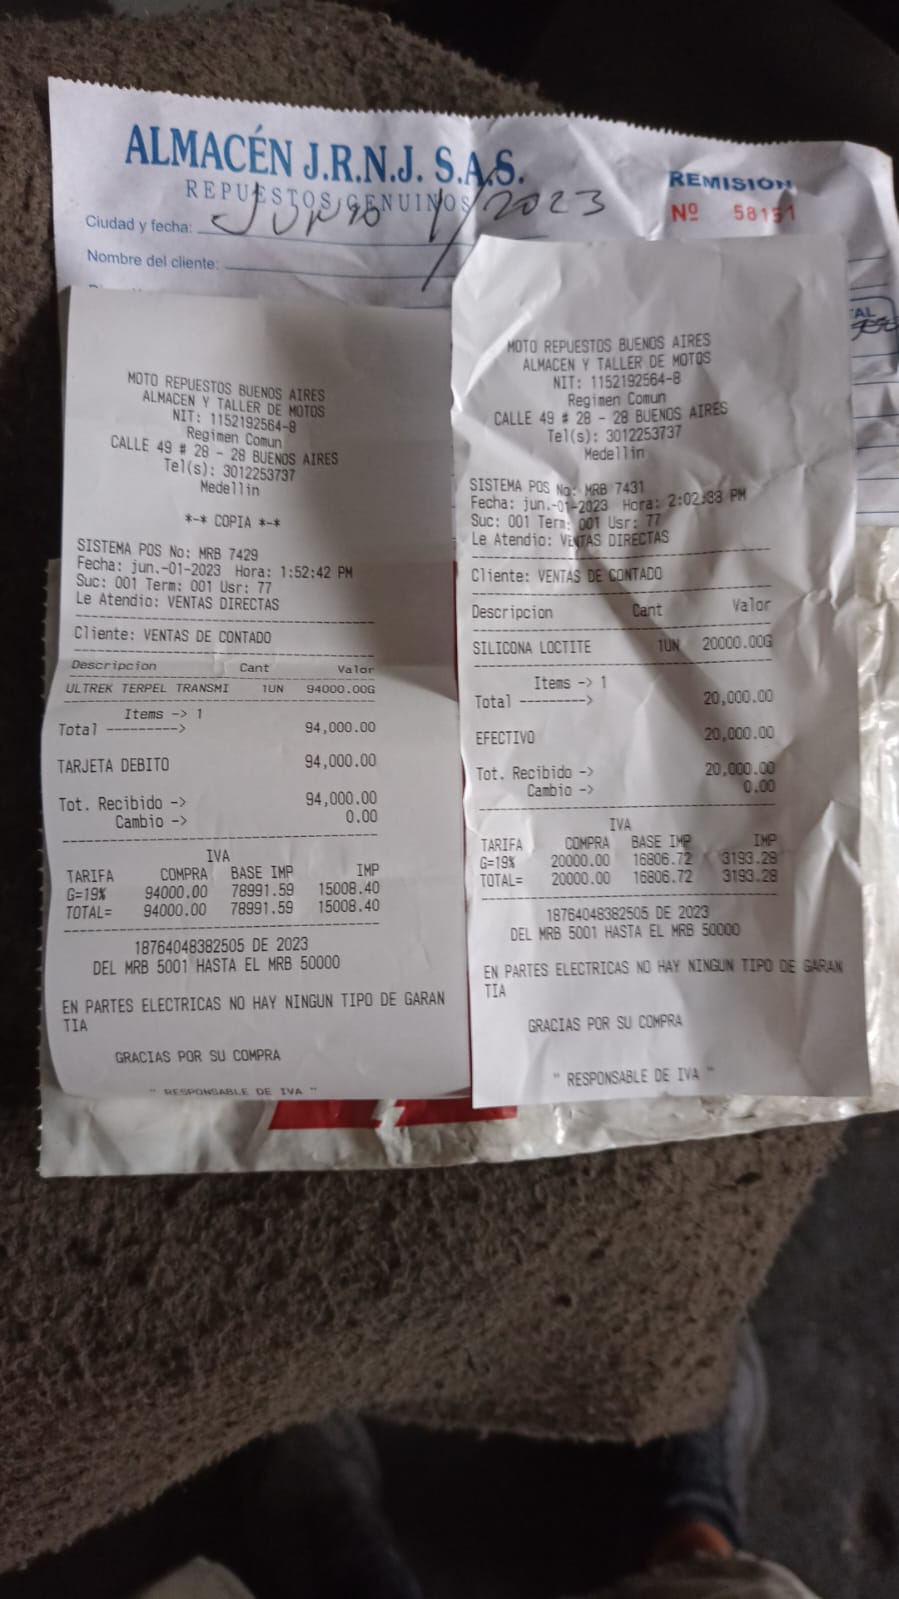 ALMACÉN J.R.N.J. S.A.S.
REPUESTOS GENUINOS
REMISIÓN
Nº 58151
Ciudad y fecha: Junio 1/2023
Nombre del cliente:
MOTO REPUESTOS BUENOS AIRES
ALMACEN Y TALLER DE MOTOS
NIT: 1152192564-8
Regimen Comun
CALLE 49 # 28 - 28 BUENOS AIRES
Tel(s): 3012253737
Medellin
*-* COPIA *-*
SISTEMA POS No: MRB 7429
Fecha: jun.-01-2023 Hora: 1:52:42 PM
Suc: 001 Term: 001 Usr: 77
Le Atendio: VENTAS DIRECTAS
Cliente: VENTAS DE CONTADO
Descripcion Cant Valor
ULTREK TERPEL TRANSMI 1UN 94000.00G
Items -> 1
Total ---------> 94,000.00
TARJETA DEBITO 94,000.00
Tot. Recibido -> 94,000.00
Cambio -> 0.00
IVA
TARIFA COMPRA BASE IMP IMP
G=19% 94000.00 78991.59 15008.40
TOTAL= 94000.00 78991.59 15008.40
18764048382505 DE 2023
DEL MRB 5001 HASTA EL MRB 50000
EN PARTES ELECTRICAS NO HAY NINGUN TIPO DE GARAN
TIA
GRACIAS POR SU COMPRA
" RESPONSABLE DE IVA "
MOTO REPUESTOS BUENOS AIRES
ALMACEN Y TALLER DE MOTOS
NIT: 1152192564-8
Regimen Comun
CALLE 49 # 28 - 28 BUENOS AIRES
Tel(s): 3012253737
Medellin
SISTEMA POS No: MRB 7431
Fecha: jun.-01-2023 Hora: 2:02:38 PM
Suc: 001 Term: 001 Usr: 77
Le Atendio: VENTAS DIRECTAS
Cliente: VENTAS DE CONTADO
Descripcion Cant Valor
SILICONA LOCTITE 1UN 20000.00G
Items -> 1
Total ---------> 20,000.00
EFECTIVO 20,000.00
Tot. Recibido -> 20,000.00
Cambio -> 0.00
IVA
TARIFA COMPRA BASE IMP IMP
G=19% 20000.00 16806.72 3193.28
TOTAL= 20000.00 16806.72 3193.28
18764048382505 DE 2023
DEL MRB 5001 HASTA EL MRB 50000
EN PARTES ELECTRICAS NO HAY NINGUN TIPO DE GARAN
TIA
GRACIAS POR SU COMPRA
" RESPONSABLE DE IVA "